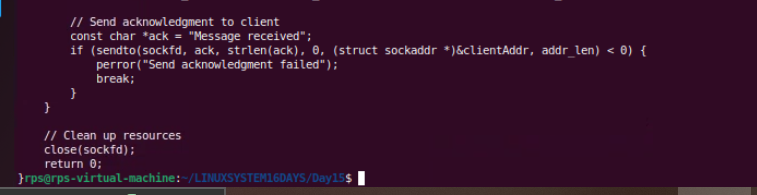 // Send acknowledgment to client
        const char *ack = "Message received";
        if (sendto(sockfd, ack, strlen(ack), 0, (struct sockaddr *)&clientAddr, addr_len) < 0) {
            perror("Send acknowledgment failed");
            break;
        }
    }

    // Clean up resources
    close(sockfd);
    return 0;
}rps@rps-virtual-machine:~/LINUXSYSTEM16DAYS/Day15$